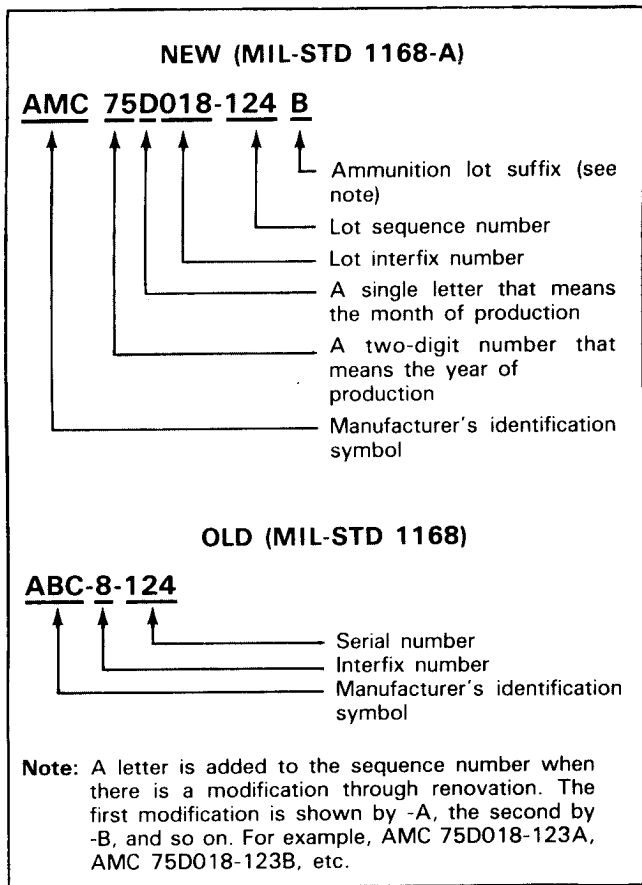 NEW (MIL-STD 1168-A)
AMC 75D018-124 B
Ammunition lot suffix (see
note)
Lot sequence number
Lot interfix number
A single letter that means
the month of production
A two-digit number that
means the year of
production
Manufacturer's identification
symbol
OLD (MIL-STD 1168)
ABC-8-124
Serial number
Interfix number
Manufacturer's identification
symbol
Note: A letter is added to the sequence number when
there is a modification through renovation. The
first modification is shown by -A, the second by
-B, and so on. For example, AMC 75D018-123A,
AMC 75D018-123B, etc.